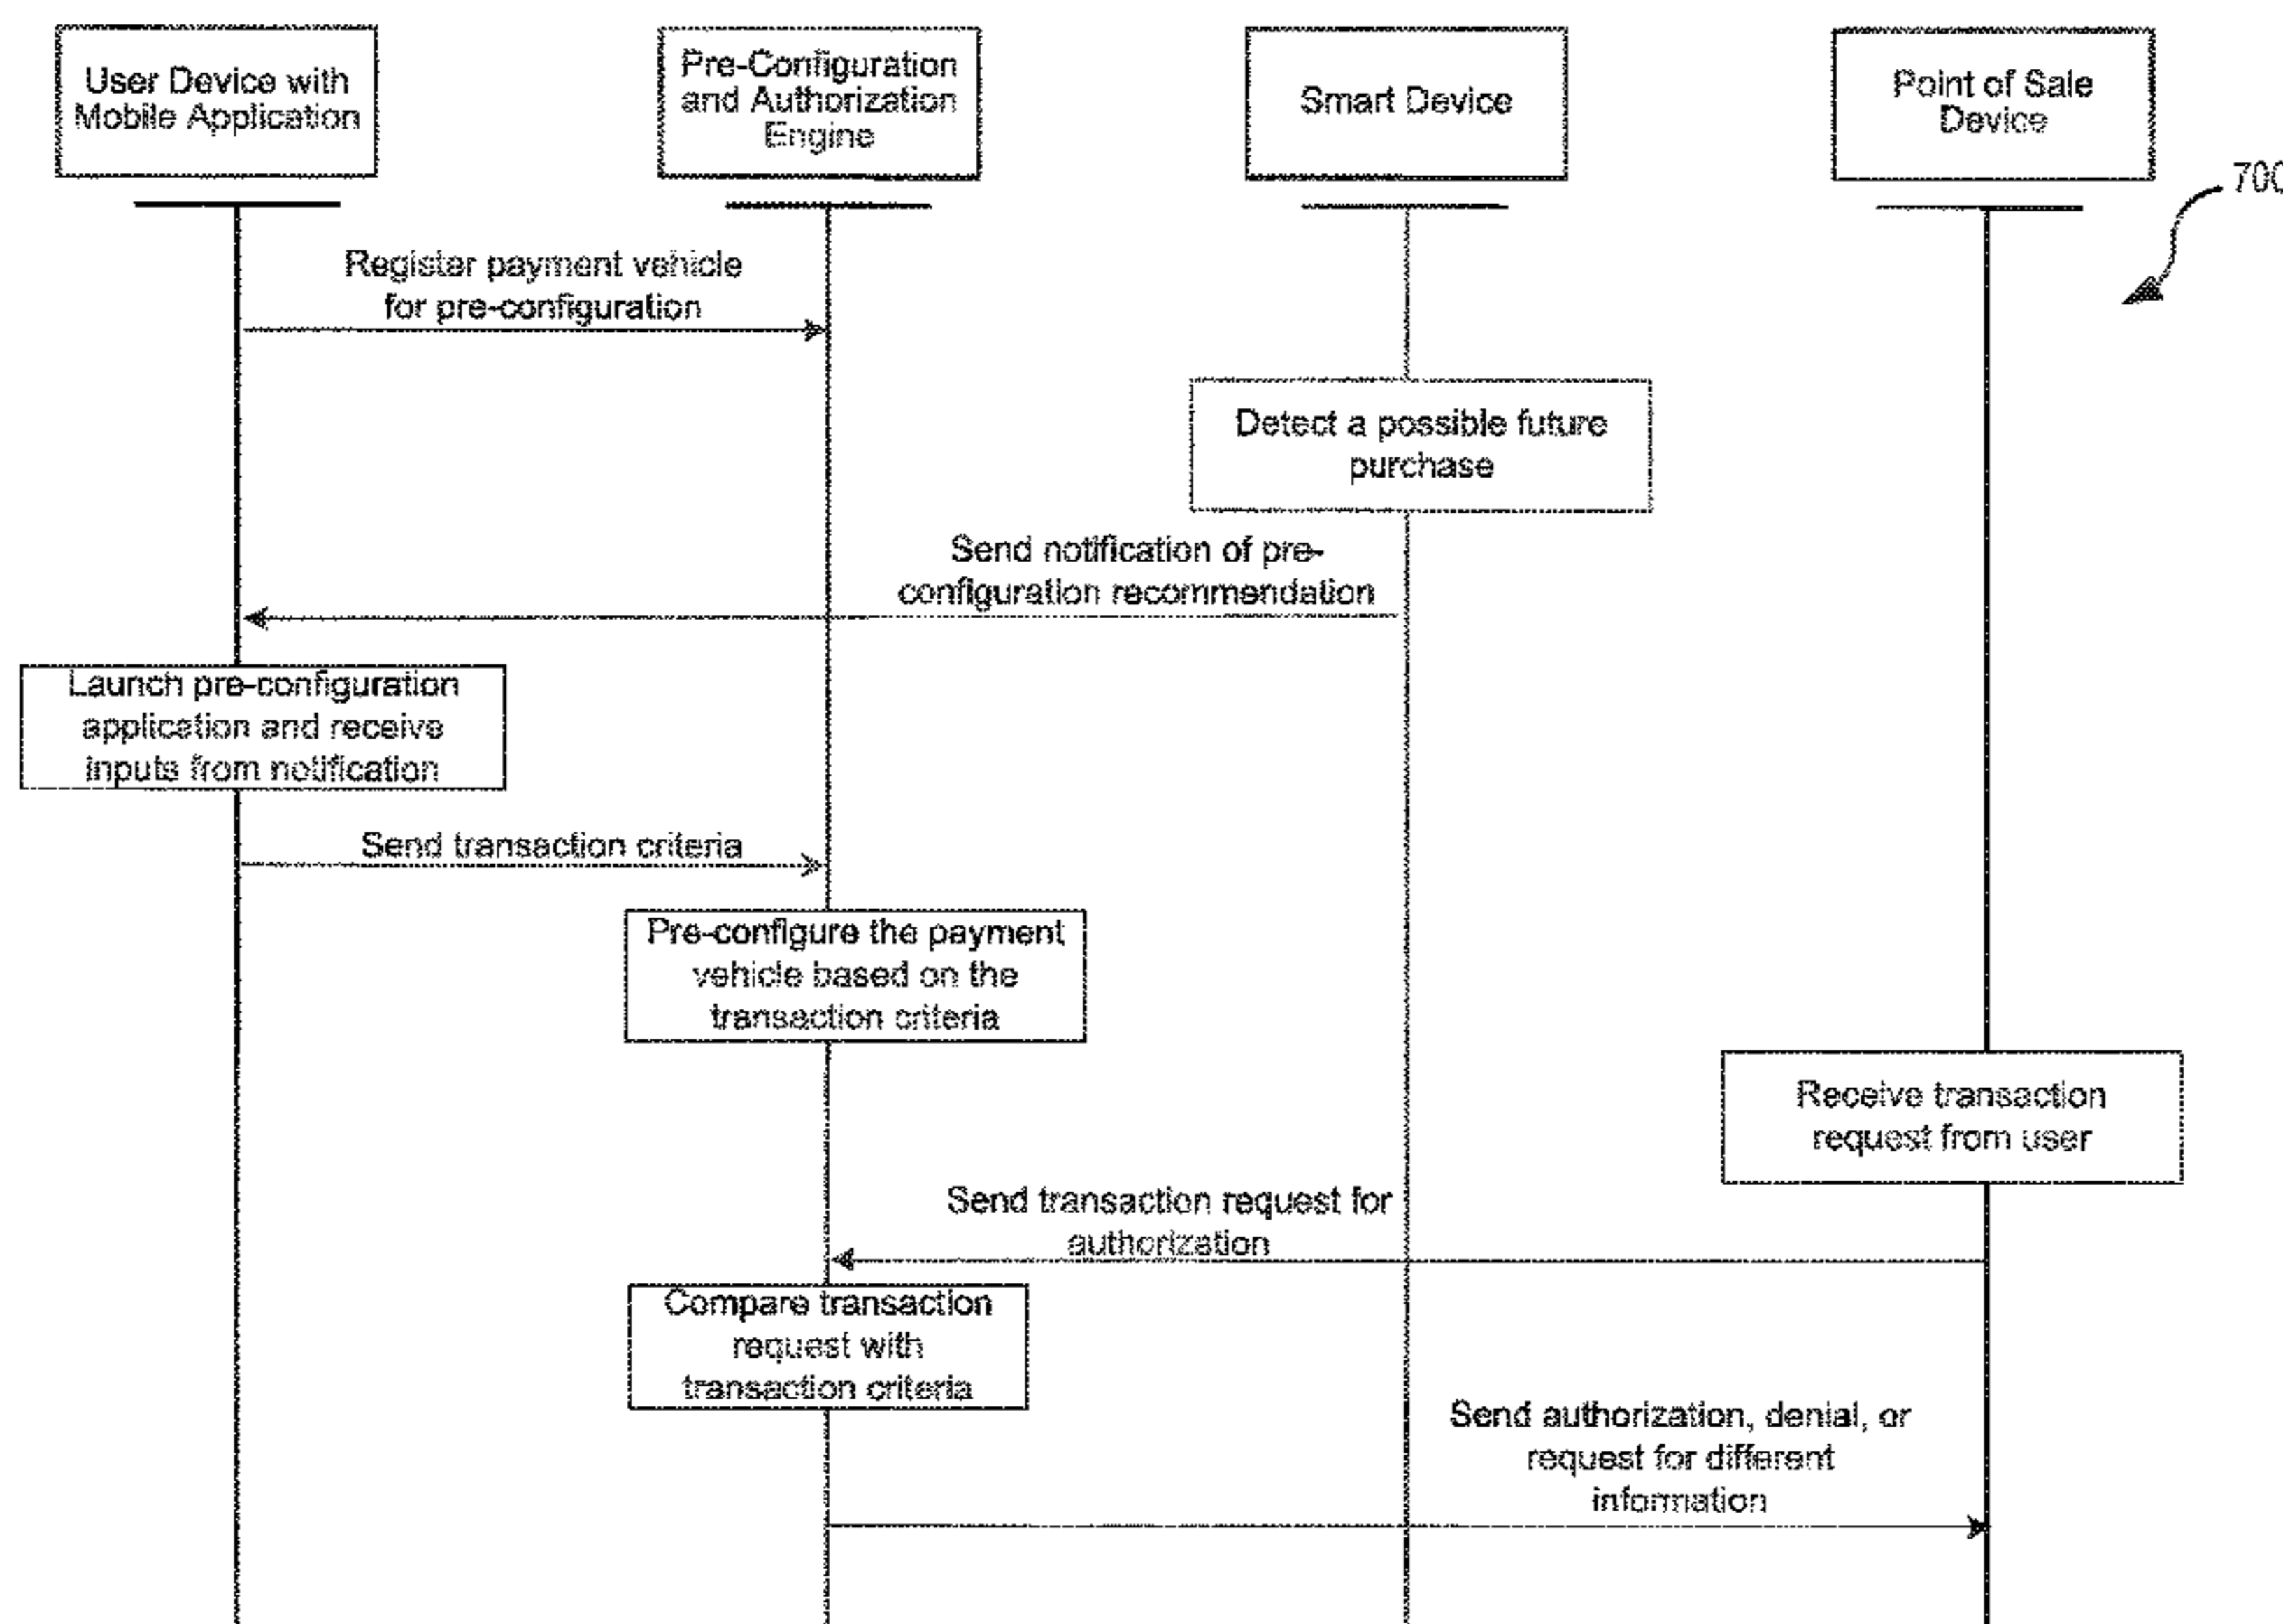 User Device with
Mobile Application
Pre-Configuration
and Authorization
Engine
Smart Device
Point of Sale
Device
700
Register payment vehicle
for pre-configuration
Detect a possible future
purchase
Send notification of pre-
configuration recommendation
Launch pre-configuration
application and receive
inputs from notification
Send transaction criteria
Pre-configure the payment
vehicle based on the
transaction criteria
Receive transaction
request from user
Send transaction request for
authorization
Compare transaction
request with
transaction criteria
Send authorization, denial, or
request for different
information